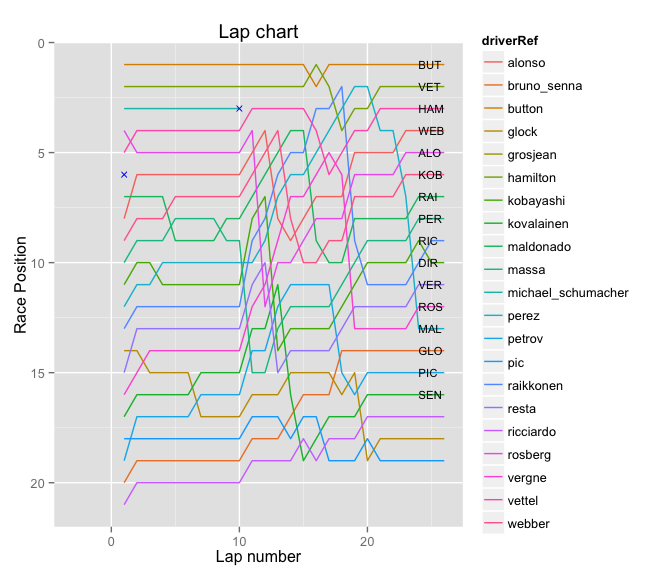 Lap chart
Race Position
0
5
10
15
20
BUT
VET
HAM
WEB
ALO
KOB
RAI
PER
RIC
DIR
VER
ROS
MAL
GLO
PIC
SEN
0
10
20
Lap number
driverRef
alonso
bruno_senna
button
glock
grosjean
hamilton
kobayashi
kovalainen
maldonado
massa
michael_schumacher
perez
petrov
pic
raikkonen
resta
ricciardo
rosberg
vergne
vettel
webber